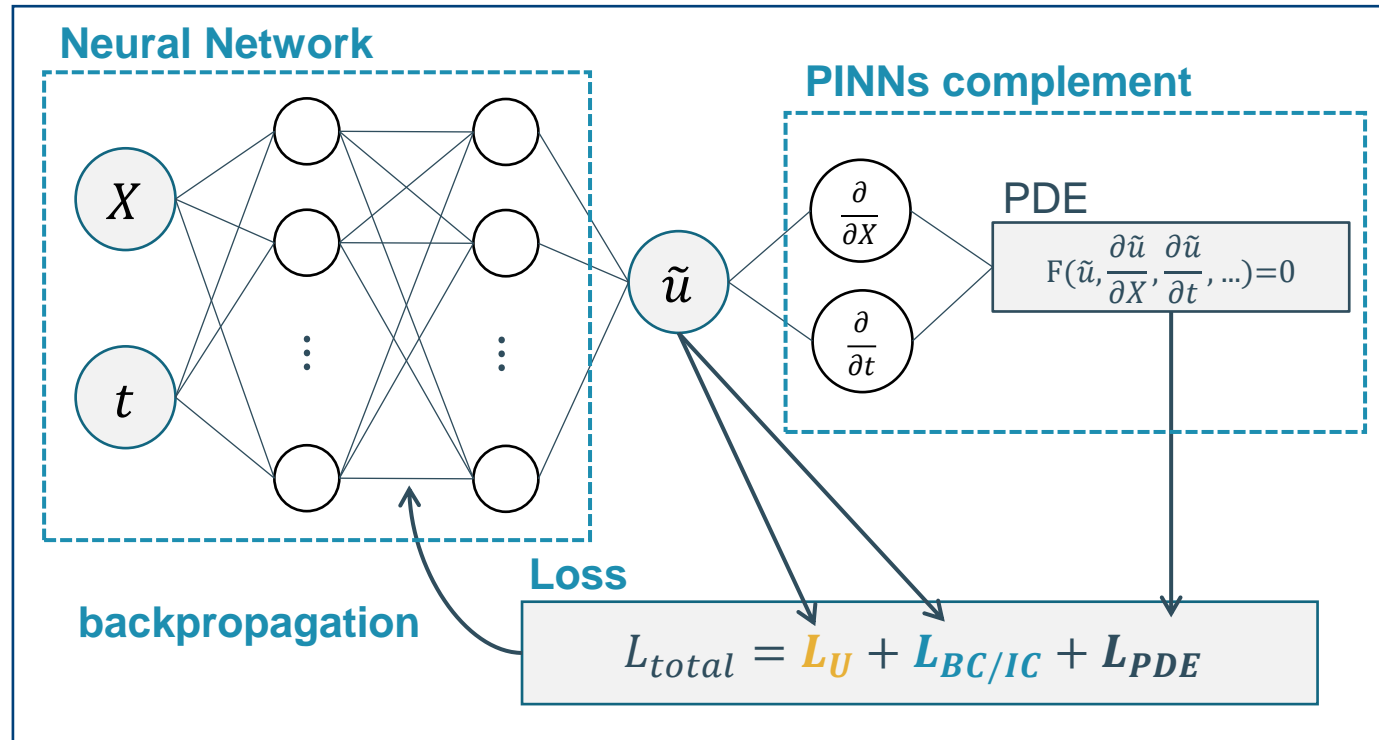 Neural Network
PINNs complement
X
t
⋮
⋮
ũ
∂/∂X
∂/∂t
PDE
F(ũ, ∂ũ/∂X, ∂ũ/∂t, ...)=0
Loss
backpropagation
L_total = L_U + L_BC/IC + L_PDE